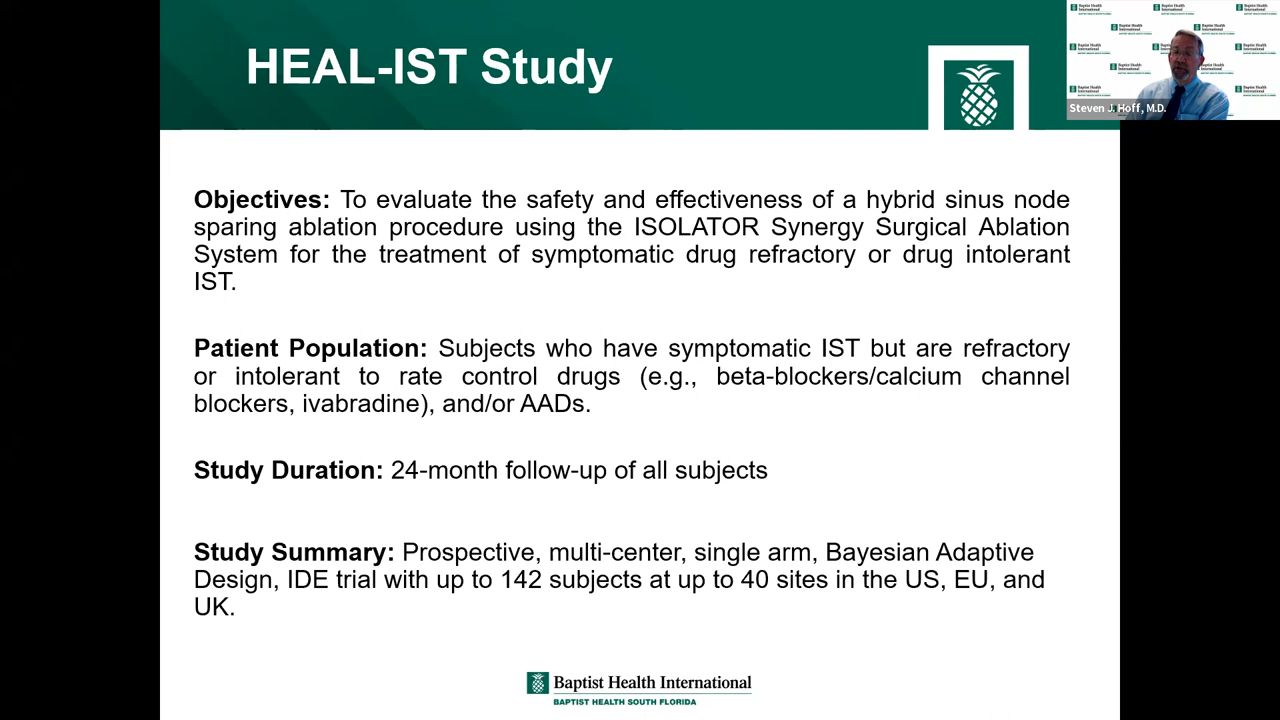 HEAL-IST Study
Steven J. Hoff, M.D.
Objectives: To evaluate the safety and effectiveness of a hybrid sinus node
sparing ablation procedure using the ISOLATOR Synergy Surgical Ablation
System for the treatment of symptomatic drug refractory or drug intolerant
IST.
Patient Population: Subjects who have symptomatic IST but are refractory
or intolerant to rate control drugs (e.g., beta-blockers/calcium channel
blockers, ivabradine), and/or AADs.
Study Duration: 24-month follow-up of all subjects
Study Summary: Prospective, multi-center, single arm, Bayesian Adaptive
Design, IDE trial with up to 142 subjects at up to 40 sites in the US, EU, and
UK.
Baptist Health International
BAPTIST HEALTH SOUTH FLORIDA